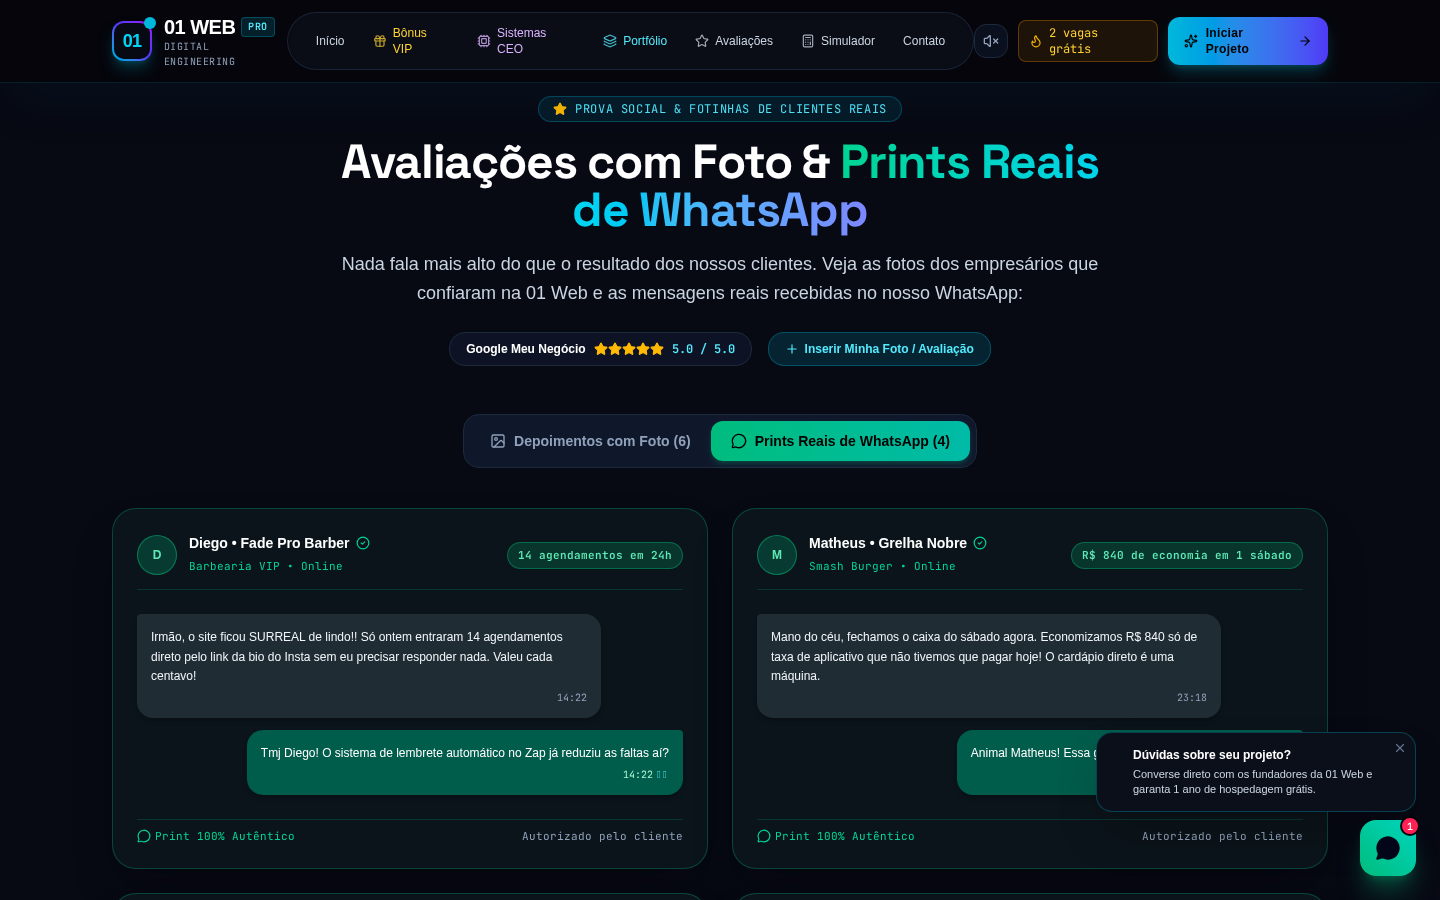 01
01 WEB
PRO
DIGITAL
ENGINEERING
Início
Bônus
VIP
Sistemas
CEO
Portfólio
Avaliações
Simulador
Contato
2 vagas
grátis
Iniciar
Projeto
PROVA SOCIAL & FOTINHAS DE CLIENTES REAIS
Avaliações com Foto & Prints Reais
de WhatsApp
Nada fala mais alto do que o resultado dos nossos clientes. Veja as fotos dos empresários que
confiaram na 01 Web e as mensagens reais recebidas no nosso WhatsApp:
Google Meu Negócio 5.0 / 5.0
Inserir Minha Foto / Avaliação
Depoimentos com Foto (6)
Prints Reais de WhatsApp (4)
D
Diego • Fade Pro Barber
Barbearia VIP • Online
14 agendamentos em 24h
Irmão, o site ficou SURREAL de lindo!! Só ontem entraram 14 agendamentos
direto pelo link da bio do Insta sem eu precisar responder nada. Valeu cada
centavo!
14:22
Tmj Diego! O sistema de lembrete automático no Zap já reduziu as faltas aí?
14:22
Print 100% Autêntico
Autorizado pelo cliente
M
Matheus • Grelha Nobre
Smash Burger • Online
R$ 840 de economia em 1 sábado
Mano do céu, fechamos o caixa do sábado agora. Economizamos R$ 840 só de
taxa de aplicativo que não tivemos que pagar hoje! O cardápio direto é uma
máquina.
23:18
Animal Matheus! Essa
Print 100% Autêntico
Autorizado pelo cliente
Dúvidas sobre seu projeto?
Converse direto com os fundadores da 01 Web e
garanta 1 ano de hospedagem grátis.
1